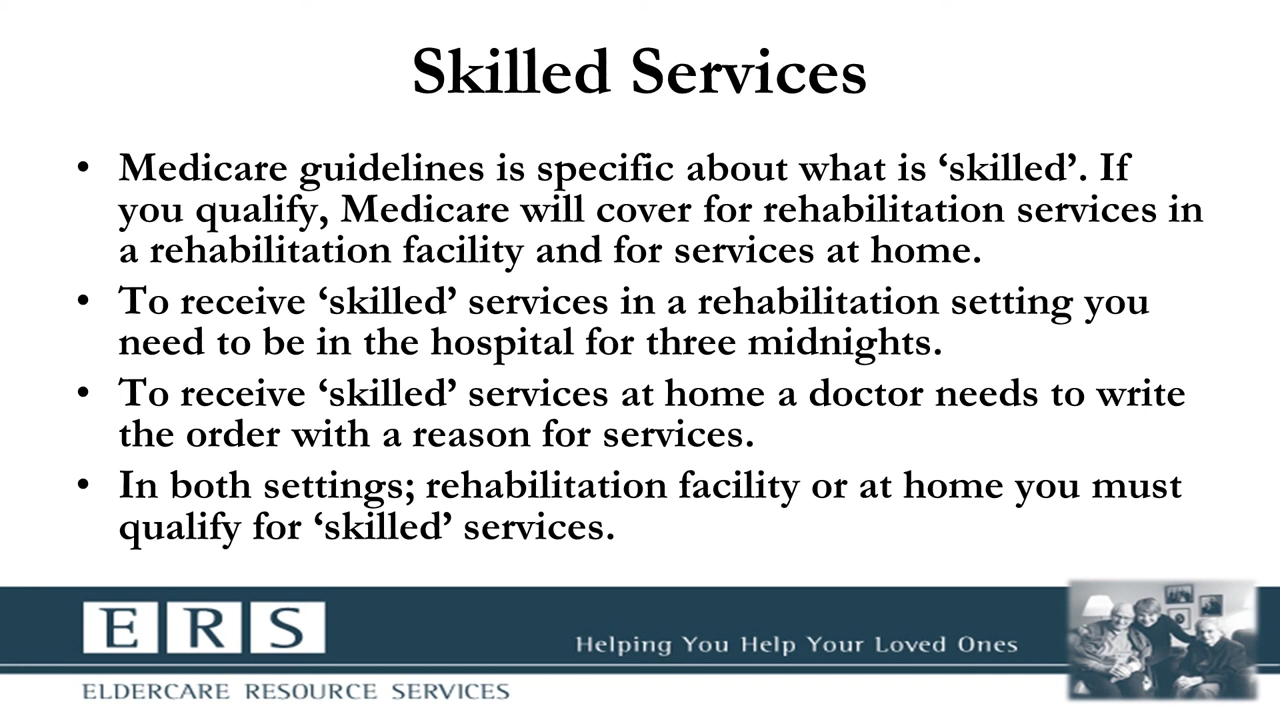 Skilled Services
• Medicare guidelines is specific about what is ‘skilled’. If
you qualify, Medicare will cover for rehabilitation services in
a rehabilitation facility and for services at home.
• To receive ‘skilled’ services in a rehabilitation setting you
need to be in the hospital for three midnights.
• To receive ‘skilled’ services at home a doctor needs to write
the order with a reason for services.
• In both settings; rehabilitation facility or at home you must
qualify for ‘skilled’ services.
ERS
Helping You Help Your Loved Ones
ELDERCARE RESOURCE SERVICES